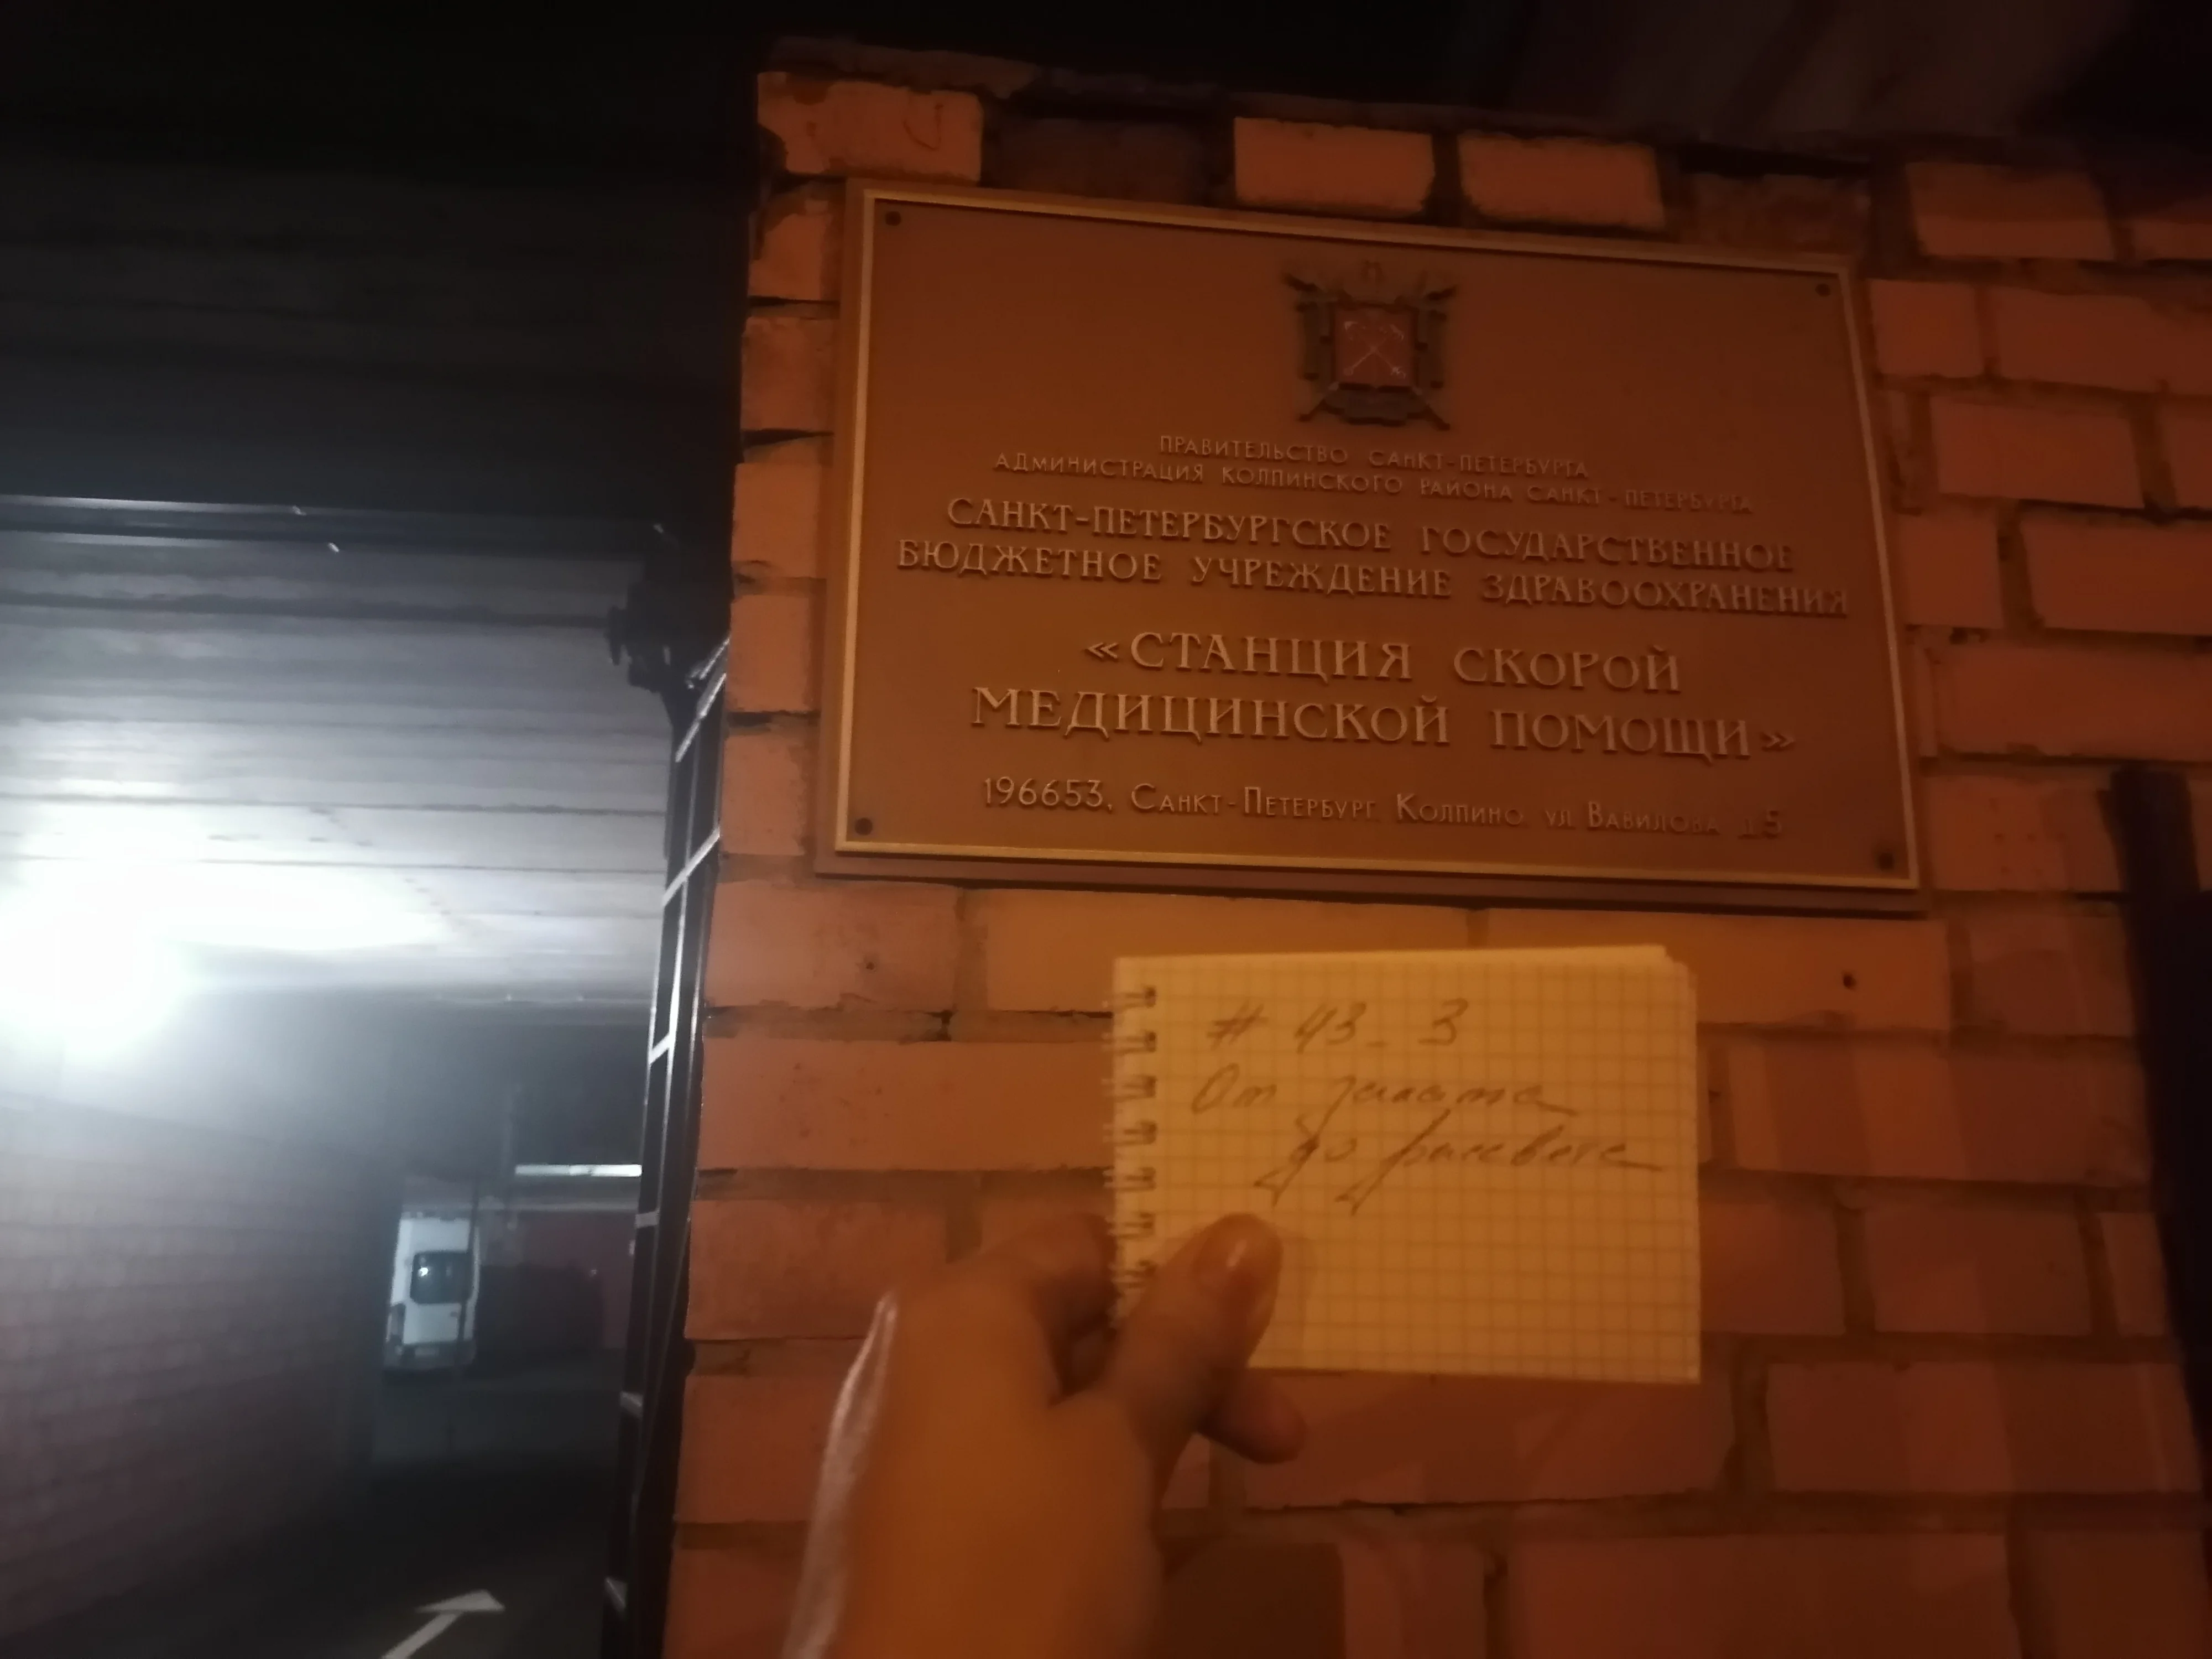 ПРАВИТЕЛЬСТВО САНКТ-ПЕТЕРБУРГА
АДМИНИСТРАЦИЯ КОЛПИНСКОГО РАЙОНА САНКТ-ПЕТЕРБУРГА
САНКТ-ПЕТЕРБУРГСКОЕ ГОСУДАРСТВЕННОЕ
БЮДЖЕТНОЕ УЧРЕЖДЕНИЕ ЗДРАВООХРАНЕНИЯ
«СТАНЦИЯ СКОРОЙ
МЕДИЦИНСКОЙ ПОМОЩИ»
196653, Санкт-Петербург, Колпино, ул. Вавилова, д.5
# 43_3
От заката
до рассвета